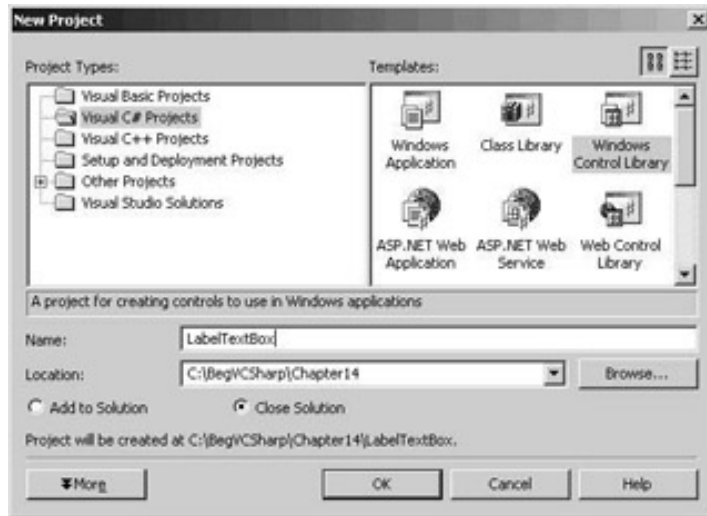 New Project
Project Types:
Templates:
Visual Basic Projects
Visual C# Projects
Visual C++ Projects
Setup and Deployment Projects
Other Projects
Visual Studio Solutions
Windows Application
Class Library
Windows Control Library
ASP.NET Web Application
ASP.NET Web Service
Web Control Library
A project for creating controls to use in Windows applications
Name:
LabelTextBox
Location:
C:\BegVCSharp\Chapter14
Browse...
Add to Solution
Close Solution
Project will be created at C:\BegVCSharp\Chapter14\LabelTextBox.
More
OK
Cancel
Help